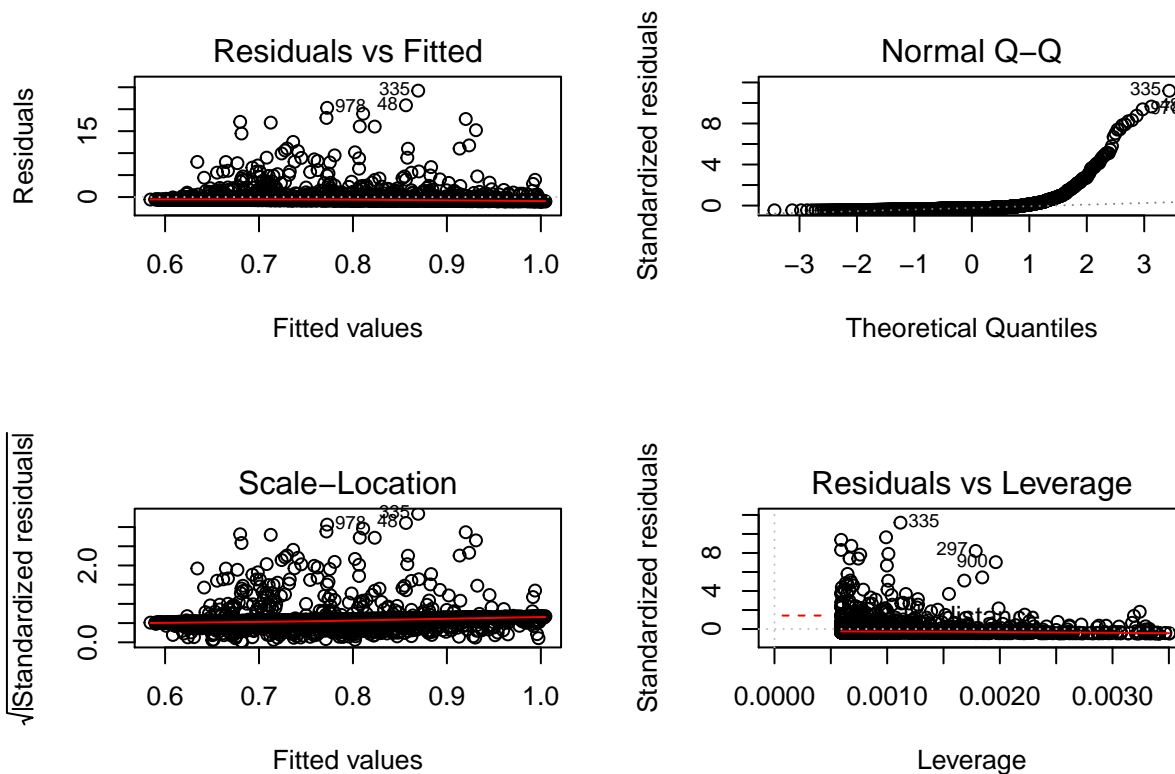 Residuals vs Fitted
Residuals
15
0
335
978
48
0.6 0.7 0.8 0.9 1.0
Fitted values
Normal Q−Q
Standardized residuals
8
4
0
335
−3 −2 −1 0 1 2 3
Theoretical Quantiles
Scale−Location
√|Standardized residuals|
2.0
0.0
335
978
48
0.6 0.7 0.8 0.9 1.0
Fitted values
Residuals vs Leverage
Standardized residuals
8
4
0
335
297
900
0.0000 0.0010 0.0020 0.0030
Leverage